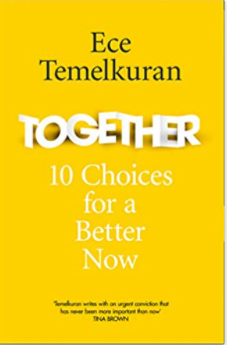 Ece
Temelkuran
TOGETHER
10 Choices
for a
Better
Now
'Temelkuran writes with an urgent conviction that
has never been more important than now'
TINA BROWN